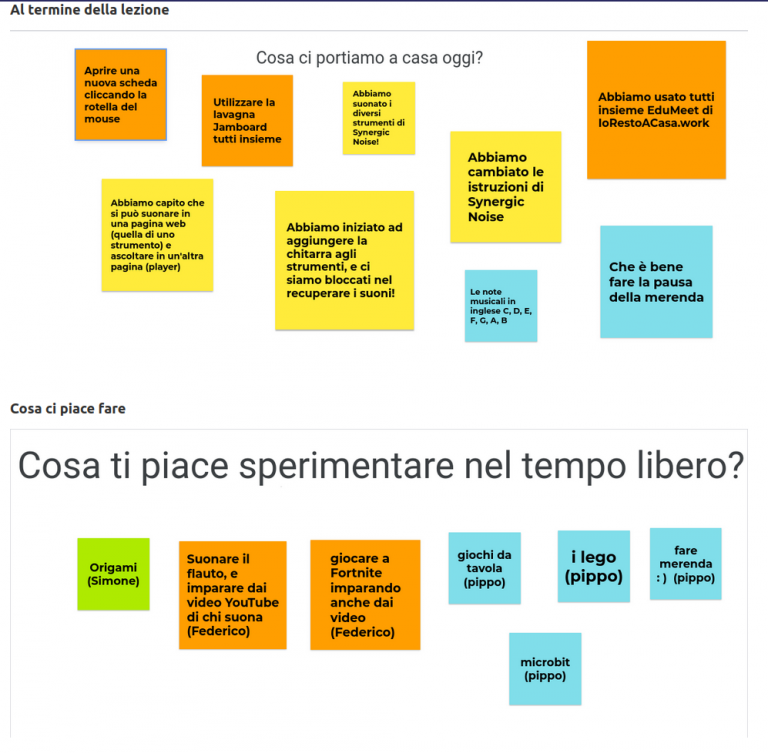 Al termine della lezione
Cosa ci portiamo a casa oggi?
Aprire una
nuova scheda
cliccando la
rotella del
mouse
Utilizzare la
lavagna
Jamboard
tutti insieme
Abbiamo
suonato i
diversi
strumenti di
Synergic
Noise!
Abbiamo
cambiato le
istruzioni di
Synergic
Noise
Abbiamo usato tutti
insieme EduMeet di
IoRestoACasa.work
Abbiamo capito che
si può suonare in
una pagina web
(quella di uno
strumento) e
ascoltare in un'altra
pagina (player)
Abbiamo iniziato ad
aggiungere la
chitarra agli
strumenti, e ci
siamo bloccati nel
recuperare i suoni!
Le note
musicali in
inglese C, D, E,
F, G, A, B
Che è bene
fare la pausa
della merenda
Cosa ci piace fare
Cosa ti piace sperimentare nel tempo libero?
Origami
(Simone)
Suonare il
flauto, e
imparare dai
video YouTube
di chi suona
(Federico)
giocare a
Fortnite
imparando
anche dai
video
(Federico)
giochi da
tavola
(pippo)
i lego
(pippo)
fare
merenda
: ) (pippo)
microbit
(pippo)